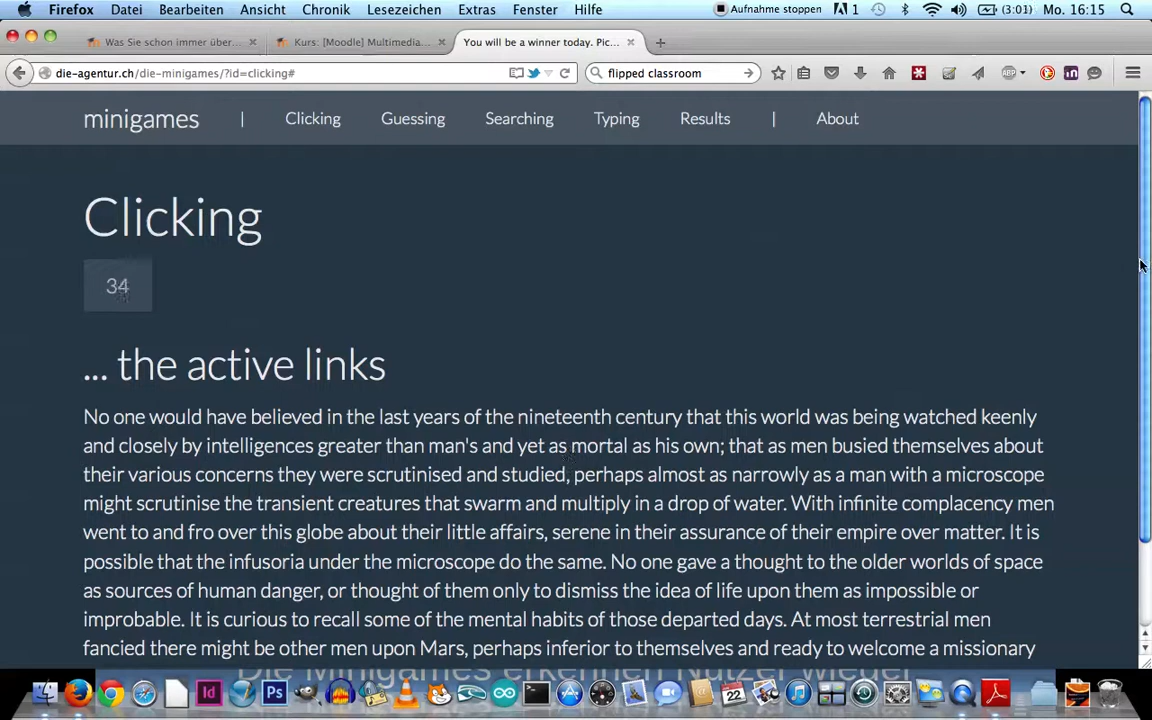 Firefox Datei Bearbeiten Ansicht Chronik Lesezeichen Extras Fenster Hilfe Aufnahme stoppen 1 (3:01) Mo. 16:15
Was Sie schon immer über... Kurs: [Moodle] Multimedia... You will be a winner today. Pic...
die-agentur.ch/die-minigames/?id=clicking# flipped classroom ABP in
minigames | Clicking Guessing Searching Typing Results | About
Clicking
34
... the active links
No one would have believed in the last years of the nineteenth century that this world was being watched keenly
and closely by intelligences greater than man's and yet as mortal as his own; that as men busied themselves about
their various concerns they were scrutinised and studied, perhaps almost as narrowly as a man with a microscope
might scrutinise the transient creatures that swarm and multiply in a drop of water. With infinite complacency men
went to and fro over this globe about their little affairs, serene in their assurance of their empire over matter. It is
possible that the infusoria under the microscope do the same. No one gave a thought to the older worlds of space
as sources of human danger, or thought of them only to dismiss the idea of life upon them as impossible or
improbable. It is curious to recall some of the mental habits of those departed days. At most terrestrial men
fancied there might be other men upon Mars, perhaps inferior to themselves and ready to welcome a missionary
Die Minigames
Id Ps 22